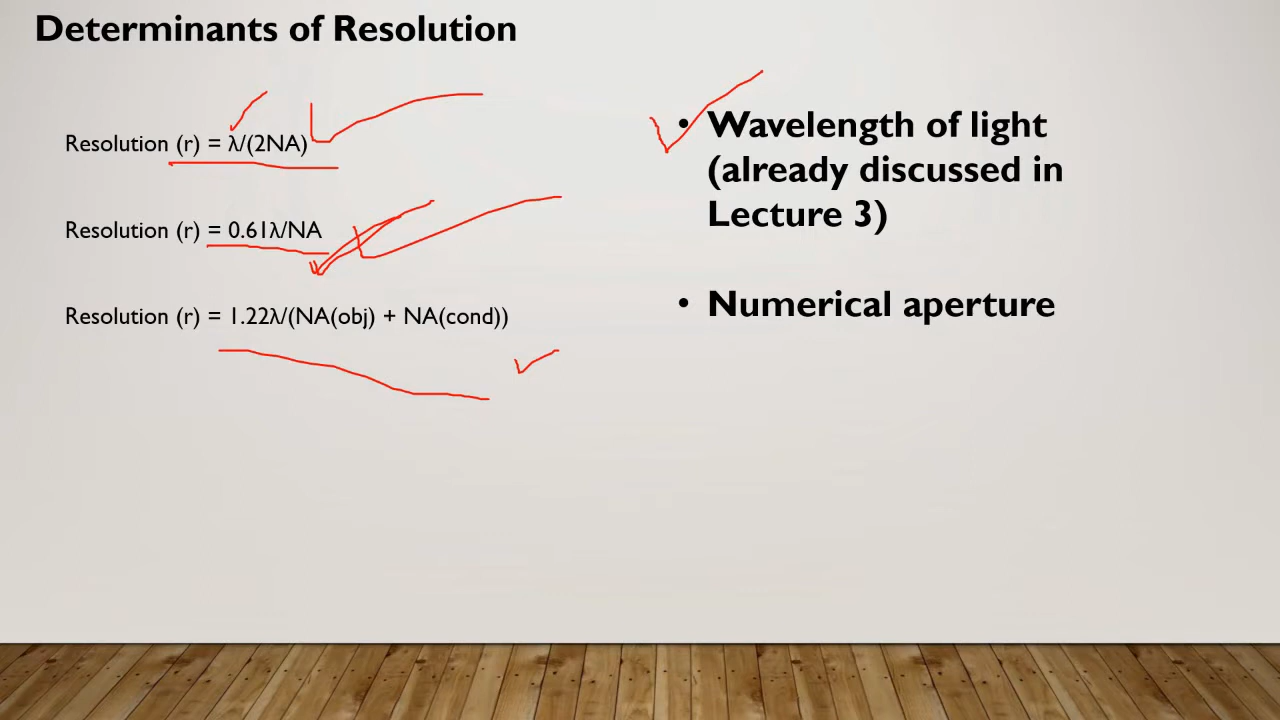 Determinants of Resolution
Resolution (r) = λ/(2NA)
Resolution (r) = 0.61λ/NA
Resolution (r) = 1.22λ/(NA(obj) + NA(cond))
• Wavelength of light
(already discussed in
Lecture 3)
• Numerical aperture